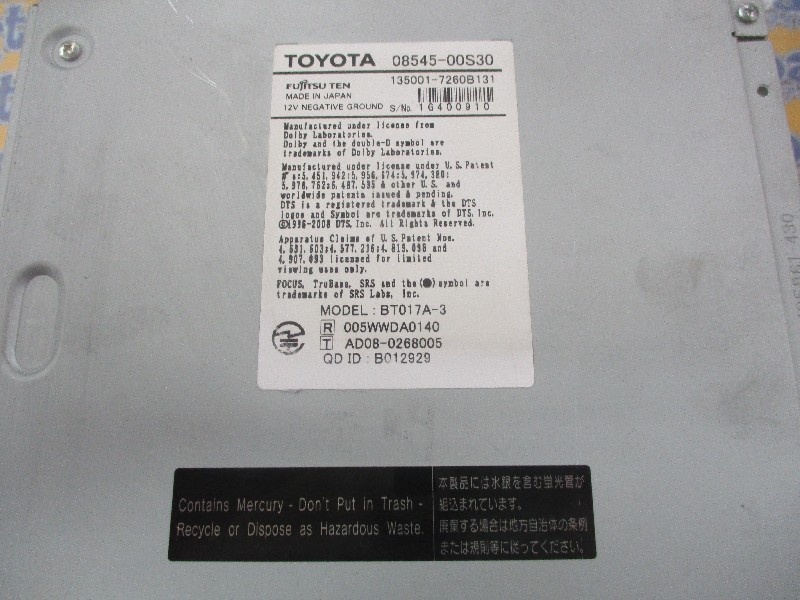 TOYOTA 08545-00S30
FUJITSU TEN 135001-7260B131
MADE IN JAPAN
12V NEGATIVE GROUND S/No. 16400910
Manufactured under license from
Dolby Laboratories.
Dolby and the double-D symbol are
trademarks of Dolby Laboratories.
Manufactured under license under U.S. Patent
#'s:5,451,942;5,956,674;5,974,380;
5,978,762;6,487,535 & other U.S. and
worldwide patents issued & pending.
DTS is a registered trademark & the DTS
logos and Symbol are trademarks of DTS, Inc.
©1996-2008 DTS, Inc. All Rights Reserved.
Apparatus Claims of U.S. Patent Nos.
4,631,603;4,577,216;4,819,098 and
4,907,093 licensed for limited
viewing uses only.
FOCUS, TruBase, SRS and the (●) symbol are
trademarks of SRS Labs, Inc.
MODEL : BT017A-3
R 005WWDA0140
T AD08-0268005
QD ID : B012929
861-430
Contains Mercury - Don't Put in Trash -
Recycle or Dispose as Hazardous Waste.
本製品には水銀を含む蛍光管が
組込まれています。
廃棄する場合は地方自治体の条例
または規則等に従ってください。